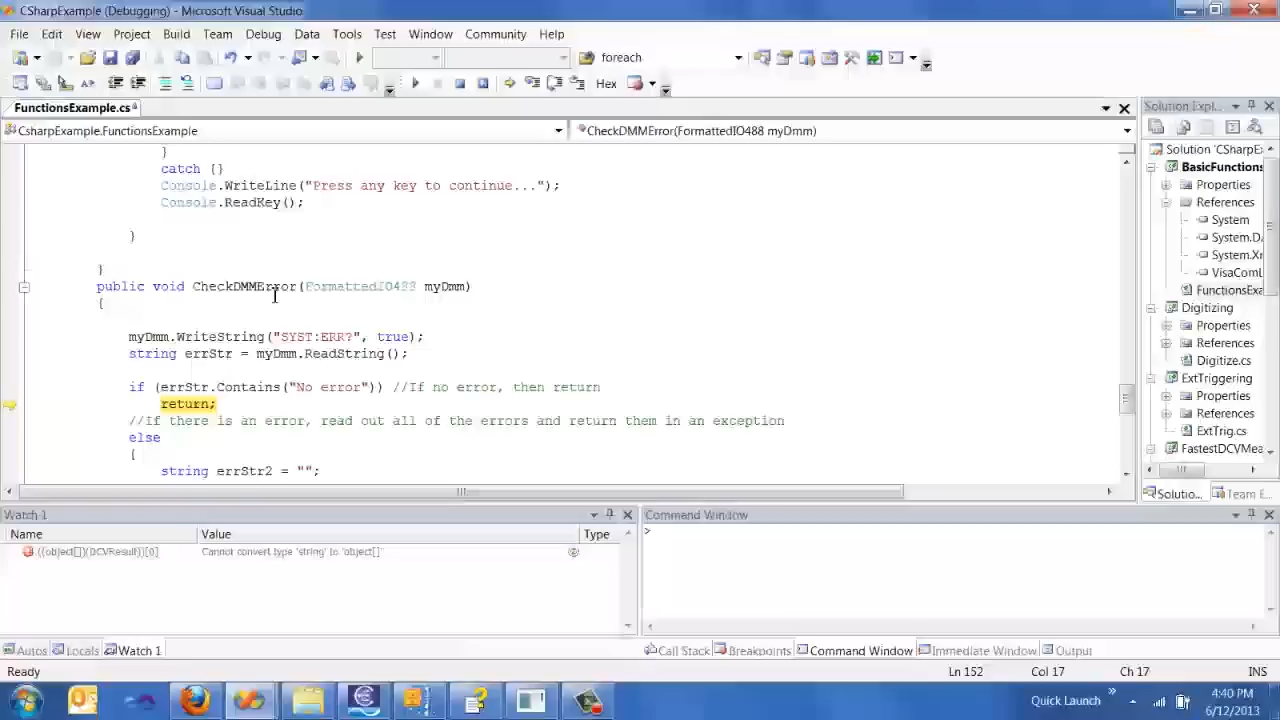 CSharpExample (Debugging) - Microsoft Visual Studio
File Edit View Project Build Team Debug Data Tools Test Window Community Help
foreach
Hex
FunctionsExample.cs
CsharpExample.FunctionsExample
CheckDMMError(FormattedIO488 myDmm)
}
catch {}
Console.WriteLine("Press any key to continue...");
Console.ReadKey();
}
}
public void CheckDMMError(FormattedIO488 myDmm)
{
myDmm.WriteString("SYST:ERR?", true);
string errStr = myDmm.ReadString();
if (errStr.Contains("No error")) //If no error, then return
return;
//If there is an error, read out all of the errors and return them in an exception
else
{
string errStr2 = "";
Solution Expl...
Solution 'CSharpE
BasicFunctions
Properties
References
System
System.D
System.X
VisaComL
FunctionsExa
Digitizing
Properties
References
Digitize.cs
ExtTriggering
Properties
References
ExtTrig.cs
FastestDCVMea
Solutio...
Team E...
Watch 1
Name Value Type
((object[])(DCVResult))[0] Cannot convert type 'string' to 'object[]'
Autos Locals Watch 1
Command Window
>
Call Stack Breakpoints Command Window Immediate Window Output
Ready Ln 152 Col 17 Ch 17 INS
Quick Launch
4:40 PM
6/12/2013